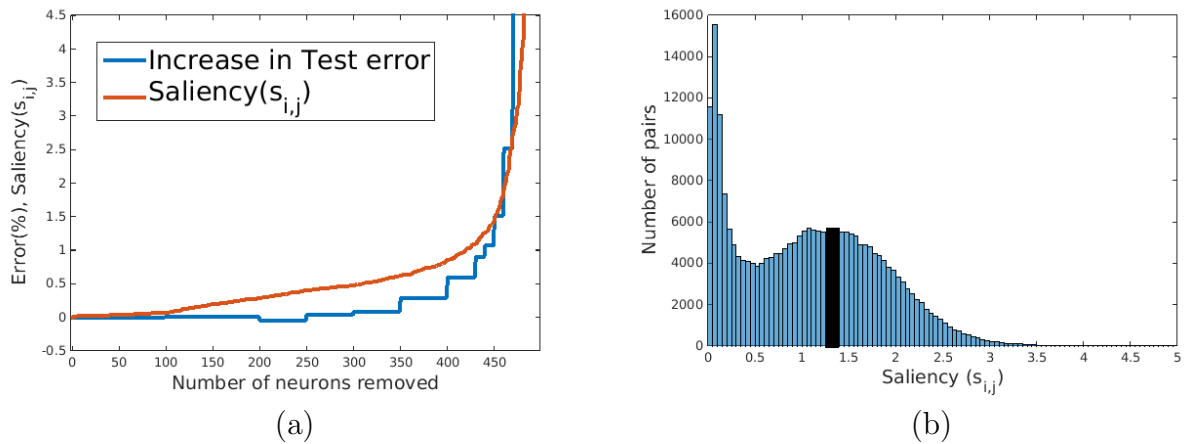 4.5
4
3.5
3
2.5
2
1.5
1
0.5
0
-0.5
Error(%), Saliency(s_{i,j})
Increase in Test error
Saliency(s_{i,j})
0 50 100 150 200 250 300 350 400 450
Number of neurons removed
(a)
16000
14000
12000
10000
8000
6000
4000
2000
0
Number of pairs
0 0.5 1 1.5 2 2.5 3 3.5 4 4.5 5
Saliency (s_{i,j})
(b)